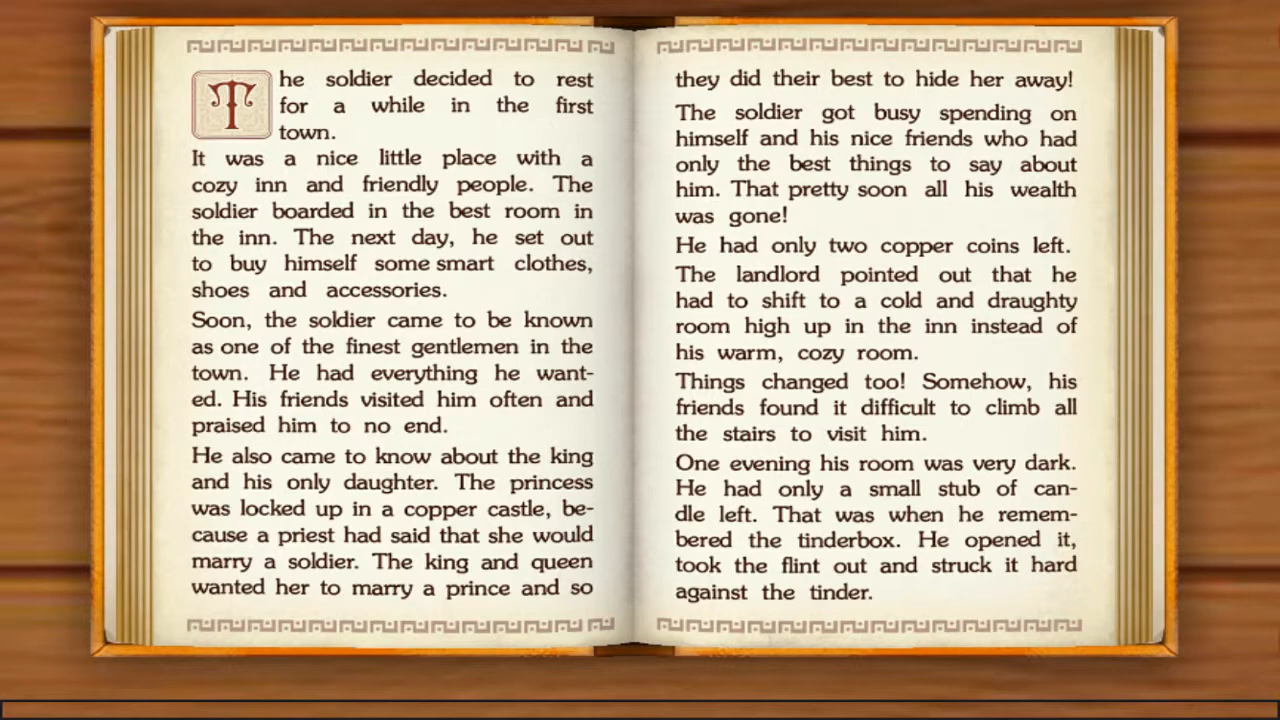 The soldier decided to rest
for a while in the first
town.
It was a nice little place with a
cozy inn and friendly people. The
soldier boarded in the best room in
the inn. The next day, he set out
to buy himself some smart clothes,
shoes and accessories.
Soon, the soldier came to be known
as one of the finest gentlemen in the
town. He had everything he want-
ed. His friends visited him often and
praised him to no end.
He also came to know about the king
and his only daughter. The princess
was locked up in a copper castle, be-
cause a priest had said that she would
marry a soldier. The king and queen
wanted her to marry a prince and so
they did their best to hide her away!
The soldier got busy spending on
himself and his nice friends who had
only the best things to say about
him. That pretty soon all his wealth
was gone!
He had only two copper coins left.
The landlord pointed out that he
had to shift to a cold and draughty
room high up in the inn instead of
his warm, cozy room.
Things changed too! Somehow, his
friends found it difficult to climb all
the stairs to visit him.
One evening his room was very dark.
He had only a small stub of can-
dle left. That was when he remem-
bered the tinderbox. He opened it,
took the flint out and struck it hard
against the tinder.